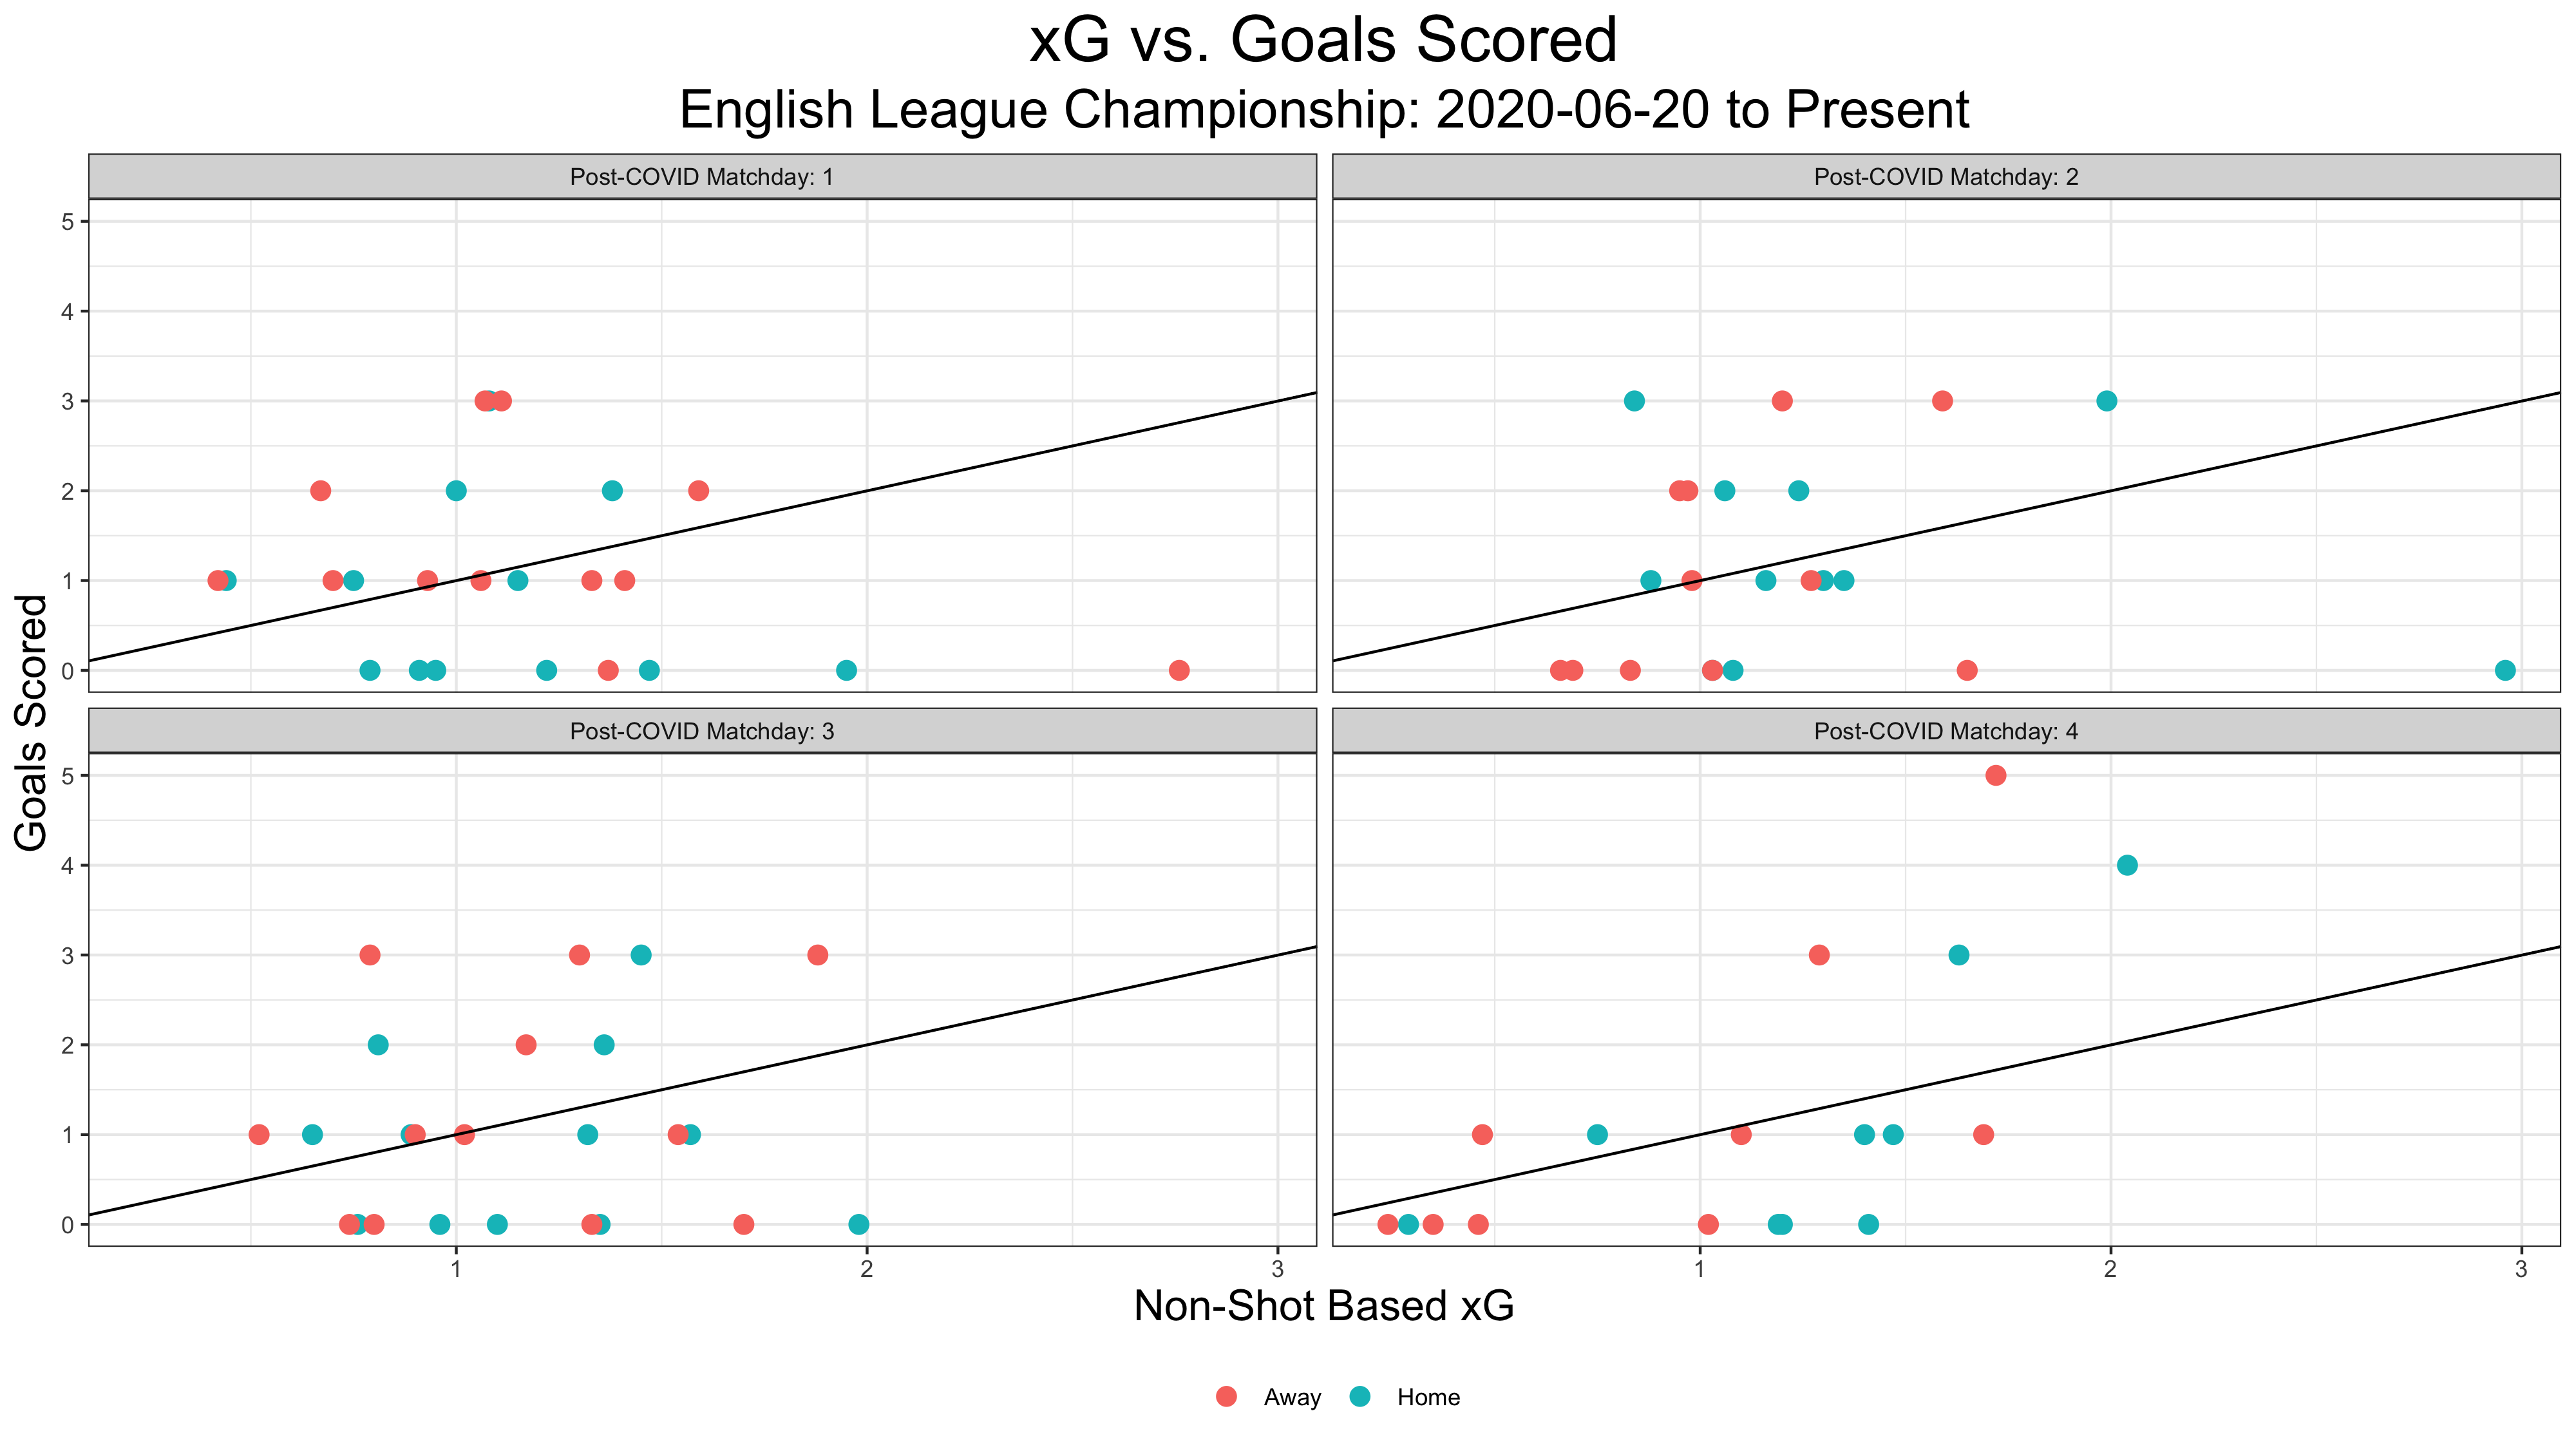 xG vs. Goals Scored
English League Championship: 2020-06-20 to Present
Post-COVID Matchday: 1
Post-COVID Matchday: 2
5
4
3
2
1
0
Post-COVID Matchday: 3
Post-COVID Matchday: 4
5
4
3
2
1
0
Goals Scored
1 2 3 1 2 3
Non-Shot Based xG
Away Home